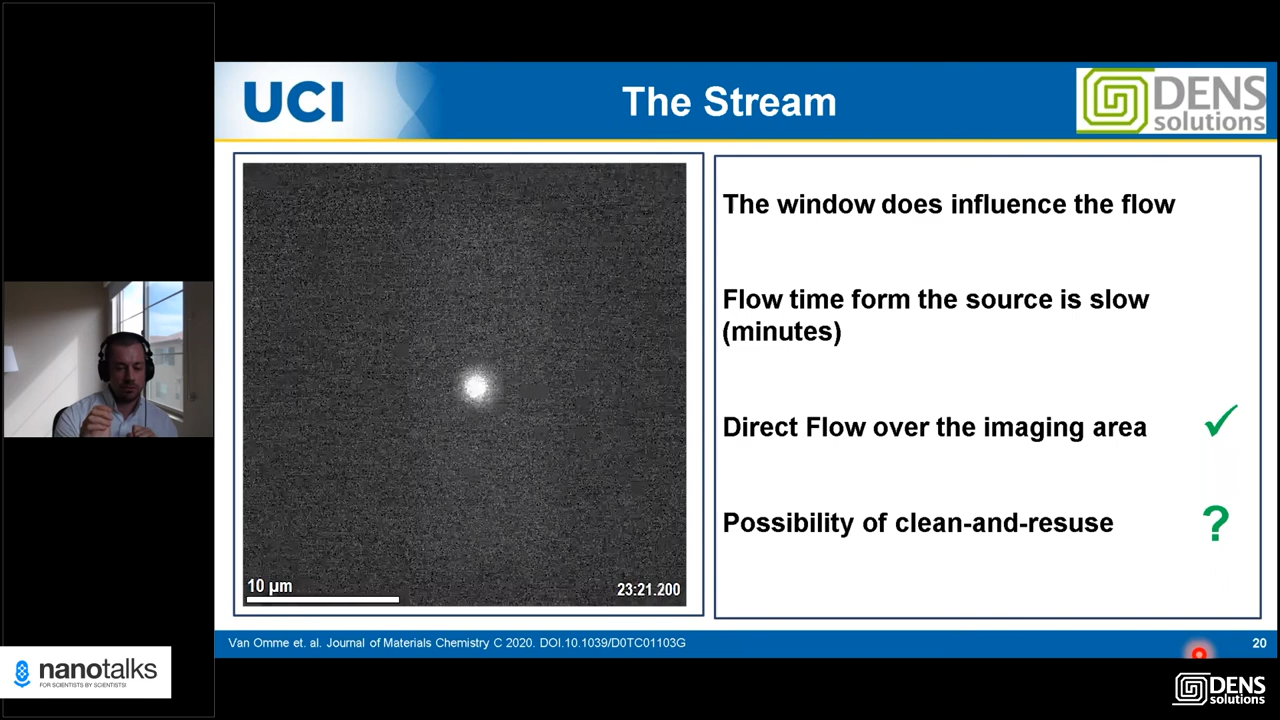 UCI
The Stream
DENS
solutions
The window does influence the flow
Flow time form the source is slow
(minutes)
Direct Flow over the imaging area
Possibility of clean-and-resuse
?
10 µm
23:21.200
Van Omme et. al. Journal of Materials Chemistry C 2020. DOI.10.1039/D0TC01103G
20
nanotalks
FOR SCIENTISTS BY SCIENTISTS!
DENS
solutions